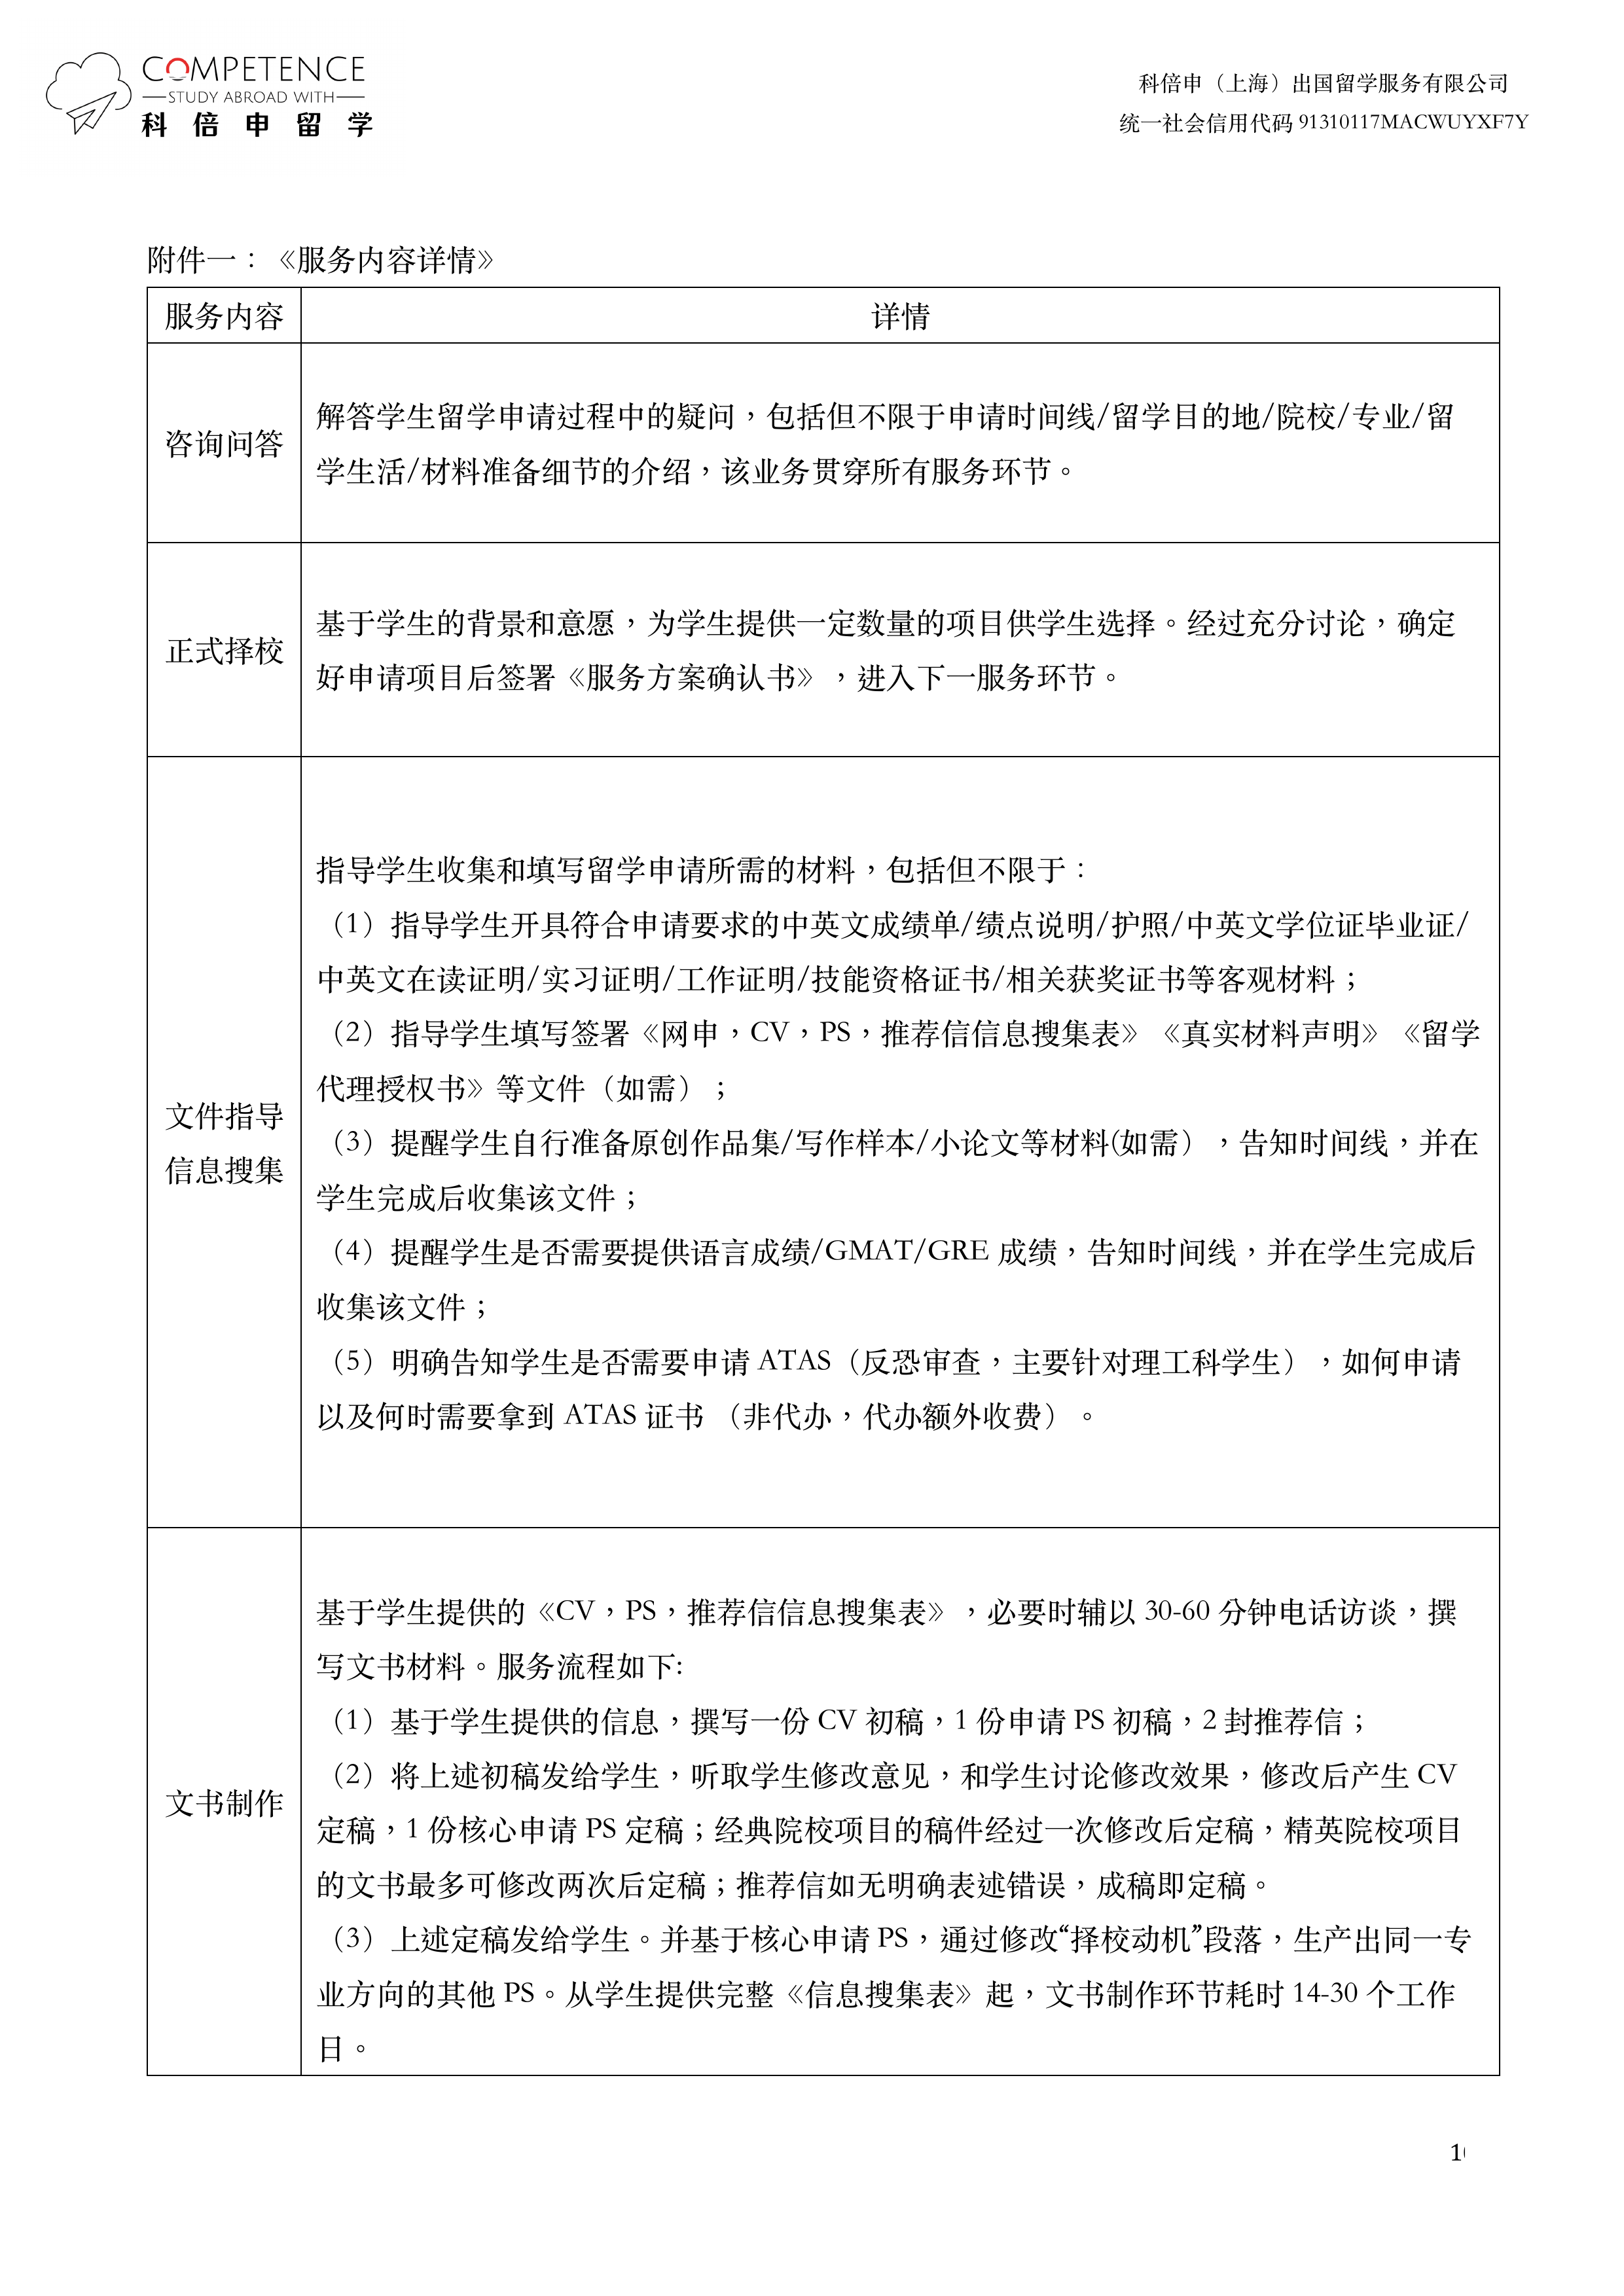 COMPETENCE
STUDY ABROAD WITH
科倍申留学
科倍申（上海）出国留学服务有限公司
统一社会信用代码 91310117MACWUYXF7Y
附件一：《服务内容详情》
服务内容
详情
咨询问答
解答学生留学申请过程中的疑问，包括但不限于申请时间线/留学目的地/院校/专业/留
学生活/材料准备细节的介绍，该业务贯穿所有服务环节。
正式择校
基于学生的背景和意愿，为学生提供一定数量的项目供学生选择。经过充分讨论，确定
好申请项目后签署《服务方案确认书》，进入下一服务环节。
文件指导
信息搜集
指导学生收集和填写留学申请所需的材料，包括但不限于：
（1）指导学生开具符合申请要求的中英文成绩单/绩点说明/护照/中英文学位证毕业证/
中英文在读证明/实习证明/工作证明/技能资格证书/相关获奖证书等客观材料；
（2）指导学生填写签署《网申，CV，PS，推荐信信息搜集表》《真实材料声明》《留学
代理授权书》等文件（如需）；
（3）提醒学生自行准备原创作品集/写作样本/小论文等材料(如需），告知时间线，并在
学生完成后收集该文件；
（4）提醒学生是否需要提供语言成绩/GMAT/GRE 成绩，告知时间线，并在学生完成后
收集该文件；
（5）明确告知学生是否需要申请 ATAS（反恐审查，主要针对理工科学生），如何申请
以及何时需要拿到 ATAS 证书 （非代办，代办额外收费）。
文书制作
基于学生提供的《CV，PS，推荐信信息搜集表》，必要时辅以 30-60 分钟电话访谈，撰
写文书材料。服务流程如下:
（1）基于学生提供的信息，撰写一份 CV 初稿，1 份申请 PS 初稿，2 封推荐信；
（2）将上述初稿发给学生，听取学生修改意见，和学生讨论修改效果，修改后产生 CV
定稿，1 份核心申请 PS 定稿；经典院校项目的稿件经过一次修改后定稿，精英院校项目
的文书最多可修改两次后定稿；推荐信如无明确表述错误，成稿即定稿。
（3）上述定稿发给学生。并基于核心申请 PS，通过修改“择校动机”段落，生产出同一专
业方向的其他 PS。从学生提供完整《信息搜集表》起，文书制作环节耗时 14-30 个工作
日。